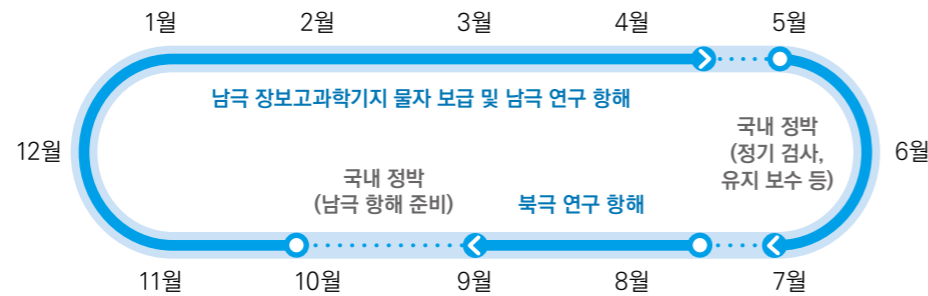 1월
2월
3월
4월
5월
남극 장보고과학기지 물자 보급 및 남극 연구 항해
12월
국내 정박
(정기 검사,
유지 보수 등)
6월
국내 정박
(남극 항해 준비)
북극 연구 항해
11월
10월
9월
8월
7월